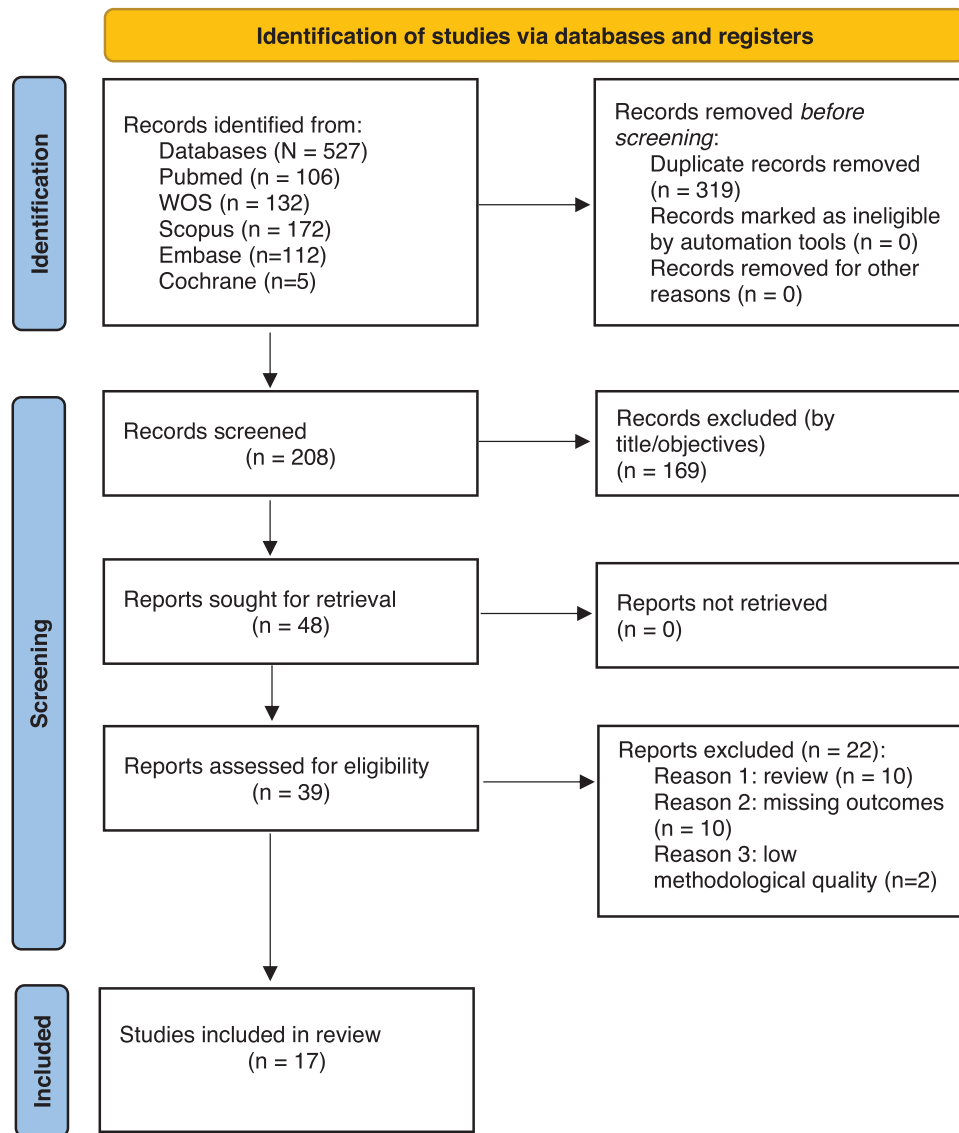 Identification of studies via databases and registers
Identification
Records identified from:
Databases (N = 527)
Pubmed (n = 106)
WOS (n = 132)
Scopus (n = 172)
Embase (n=112)
Cochrane (n=5)
Records removed before
screening:
Duplicate records removed
(n = 319)
Records marked as ineligible
by automation tools (n = 0)
Records removed for other
reasons (n = 0)
Screening
Records screened
(n = 208)
Records excluded (by
title/objectives)
(n = 169)
Reports sought for retrieval
(n = 48)
Reports not retrieved
(n = 0)
Reports assessed for eligibility
(n = 39)
Reports excluded (n = 22):
Reason 1: review (n = 10)
Reason 2: missing outcomes
(n = 10)
Reason 3: low
methodological quality (n=2)
Included
Studies included in review
(n = 17)